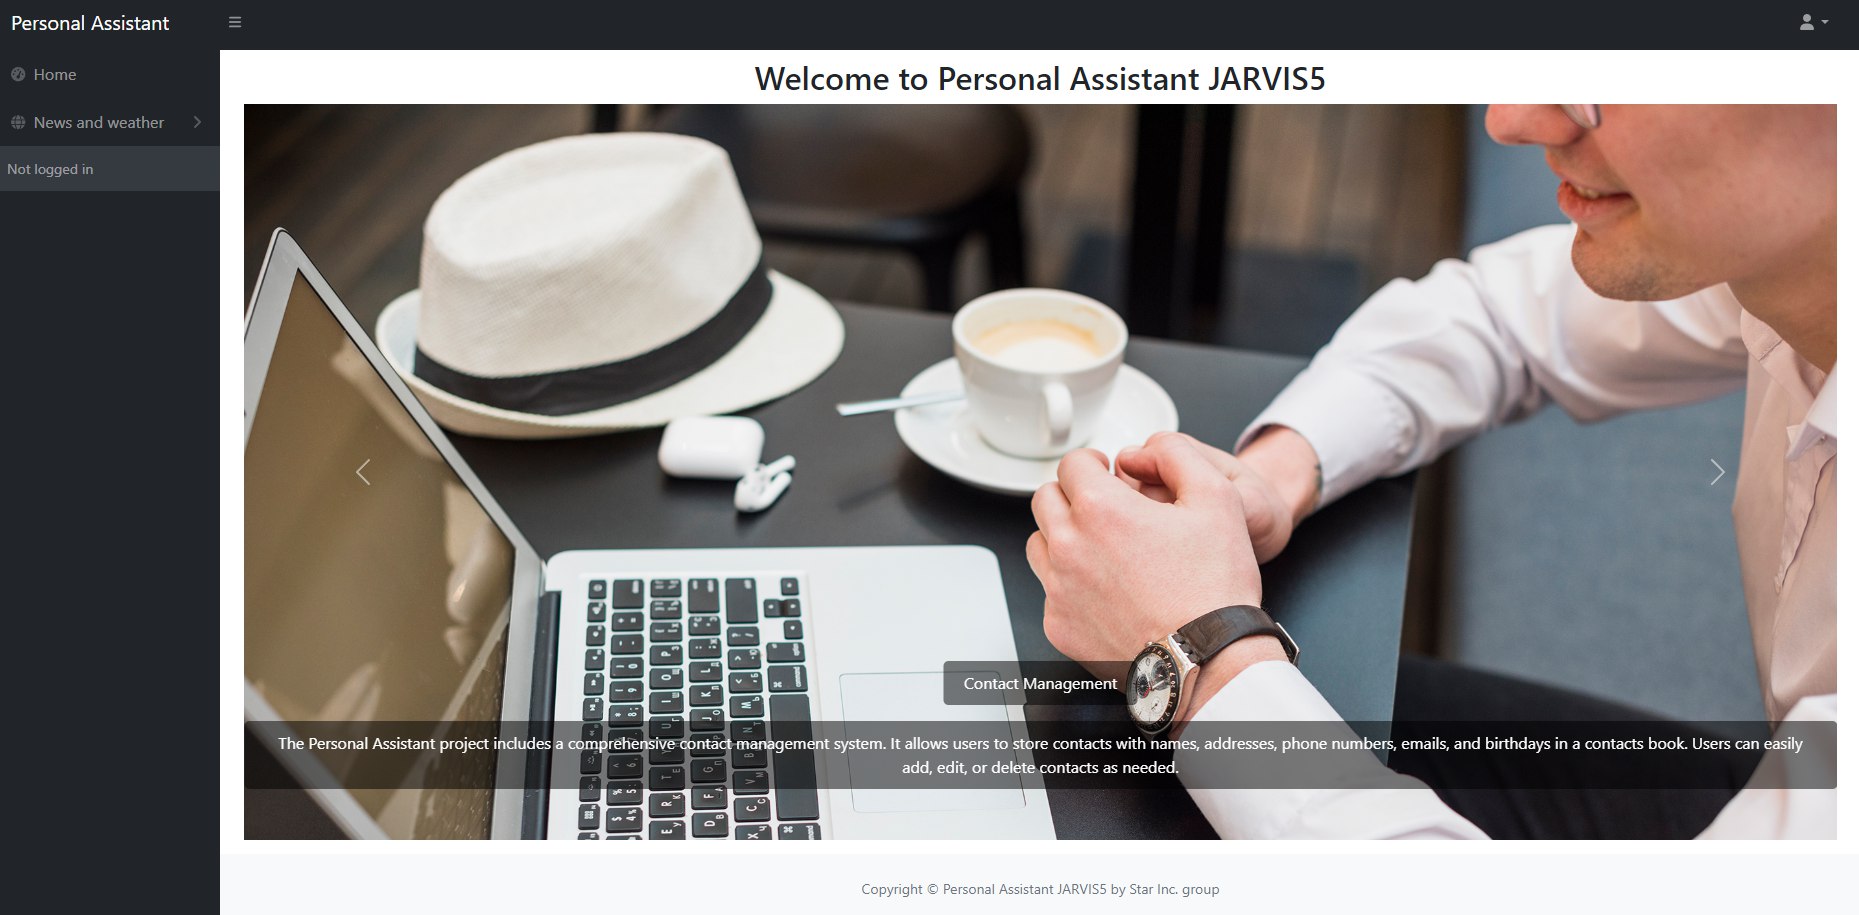 Personal Assistant
Home
News and weather
Not logged in
Welcome to Personal Assistant JARVIS5
Contact Management
The Personal Assistant project includes a comprehensive contact management system. It allows users to store contacts with names, addresses, phone numbers, emails, and birthdays in a contacts book. Users can easily
add, edit, or delete contacts as needed.
Copyright © Personal Assistant JARVIS5 by Star Inc. group